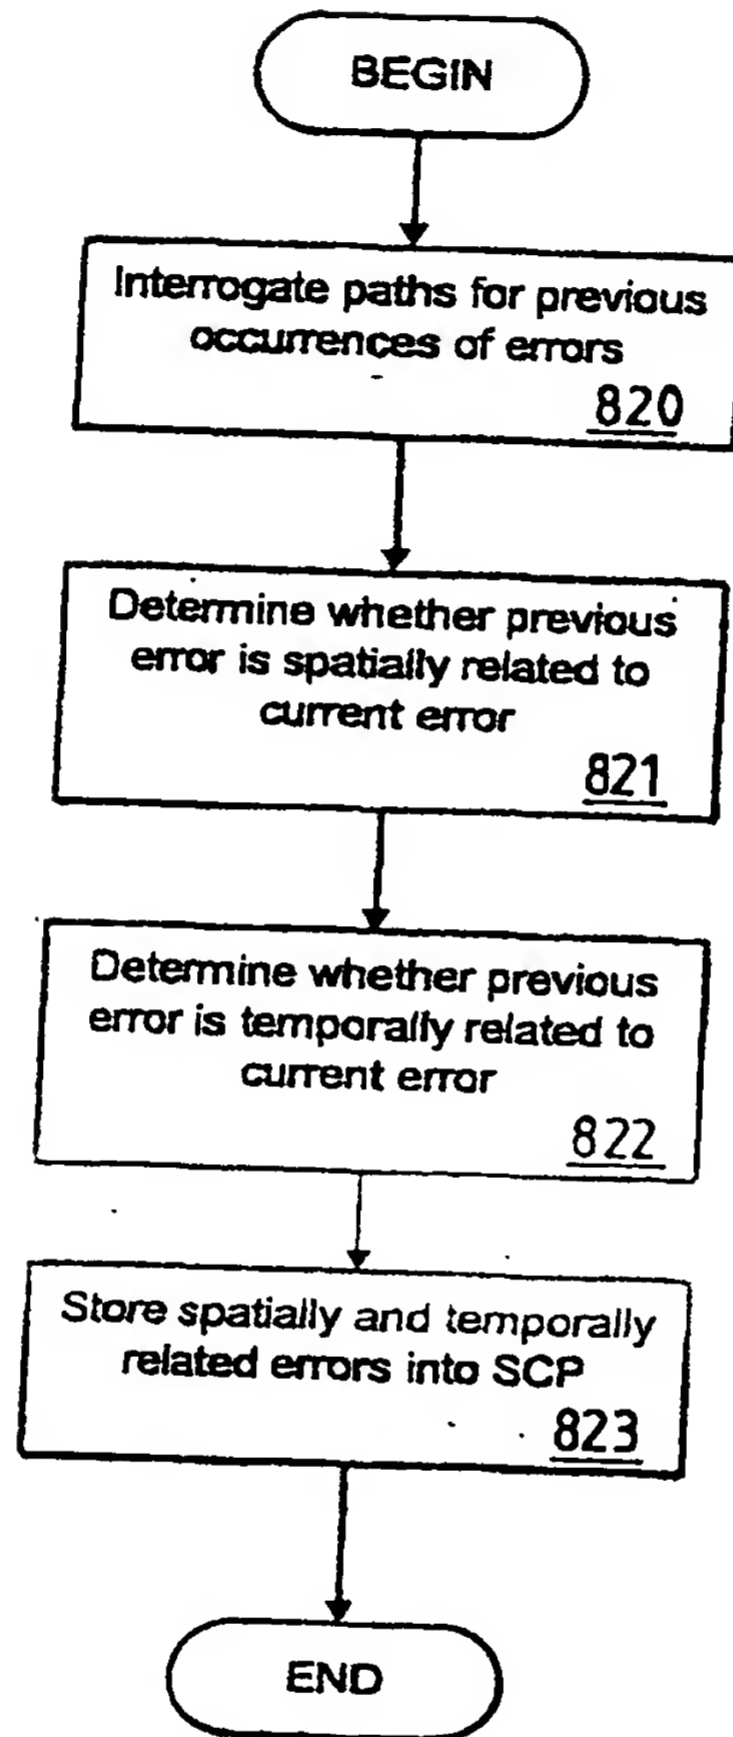 BEGIN
Interrogate paths for previous
occurrences of errors
820
Determine whether previous
error is spatially related to
current error
821
Determine whether previous
error is temporally related to
current error
822
Store spatially and temporally
related errors into SCP
823
END